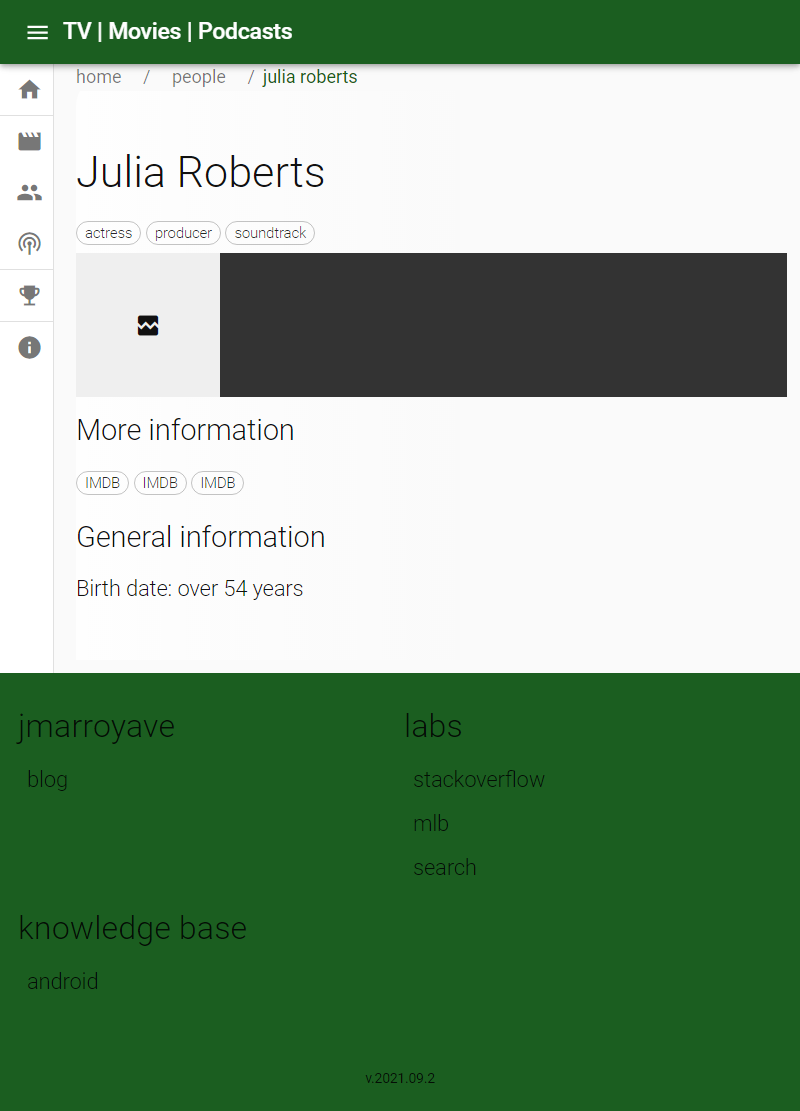 TV | Movies | Podcasts
home / people / julia roberts
Julia Roberts
actress producer soundtrack
More information
IMDB IMDB IMDB
General information
Birth date: over 54 years
jmarroyave
blog
labs
stackoverflow
mlb
search
knowledge base
android
v.2021.09.2